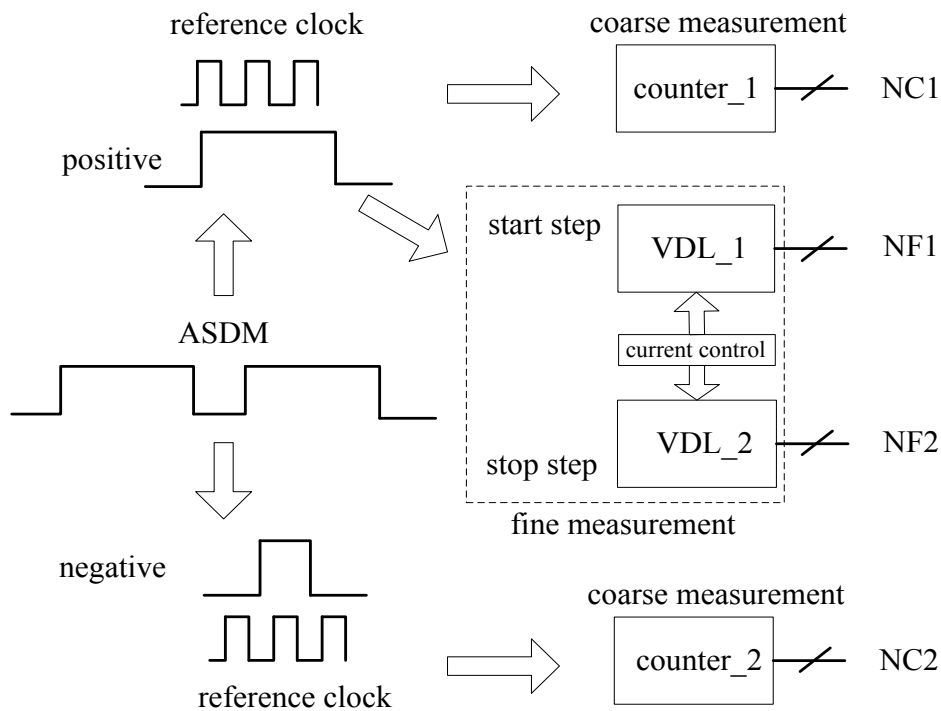 reference clock
coarse measurement
counter_1
NC1
positive
start step
VDL_1
NF1
ASDM
current control
VDL_2
NF2
stop step
fine measurement
negative
coarse measurement
counter_2
NC2
reference clock